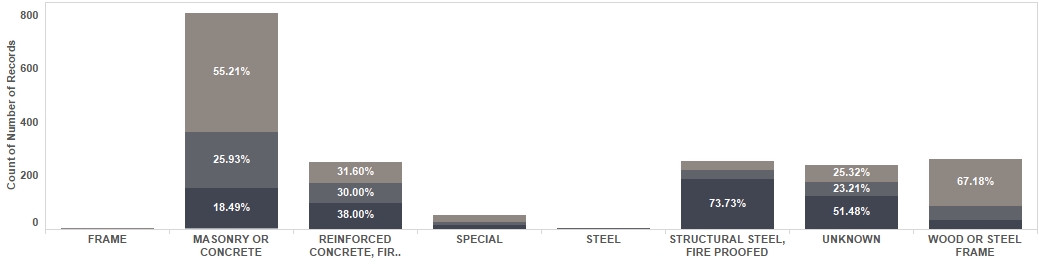 800
600
400
200
0
Count of Number of Records
55.21%
25.93%
18.49%
31.60%
30.00%
38.00%
73.73%
25.32%
23.21%
51.48%
67.18%
FRAME
MASONRY OR
CONCRETE
REINFORCED
CONCRETE, FIR..
SPECIAL
STEEL
STRUCTURAL STEEL,
FIRE PROOFED
UNKNOWN
WOOD OR STEEL
FRAME